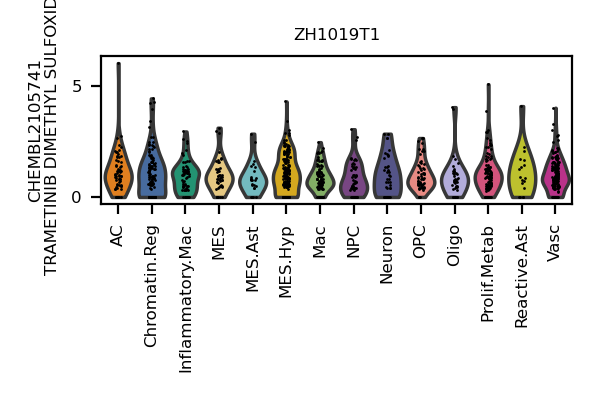 ZH1019T1
CHEMBL2105741
TRAMETINIB DIMETHYL SULFOXID
5
0
AC
Chromatin.Reg
Inflammatory.Mac
MES
MES.Ast
MES.Hyp
Mac
NPC
Neuron
OPC
Oligo
Prolif.Metab
Reactive.Ast
Vasc